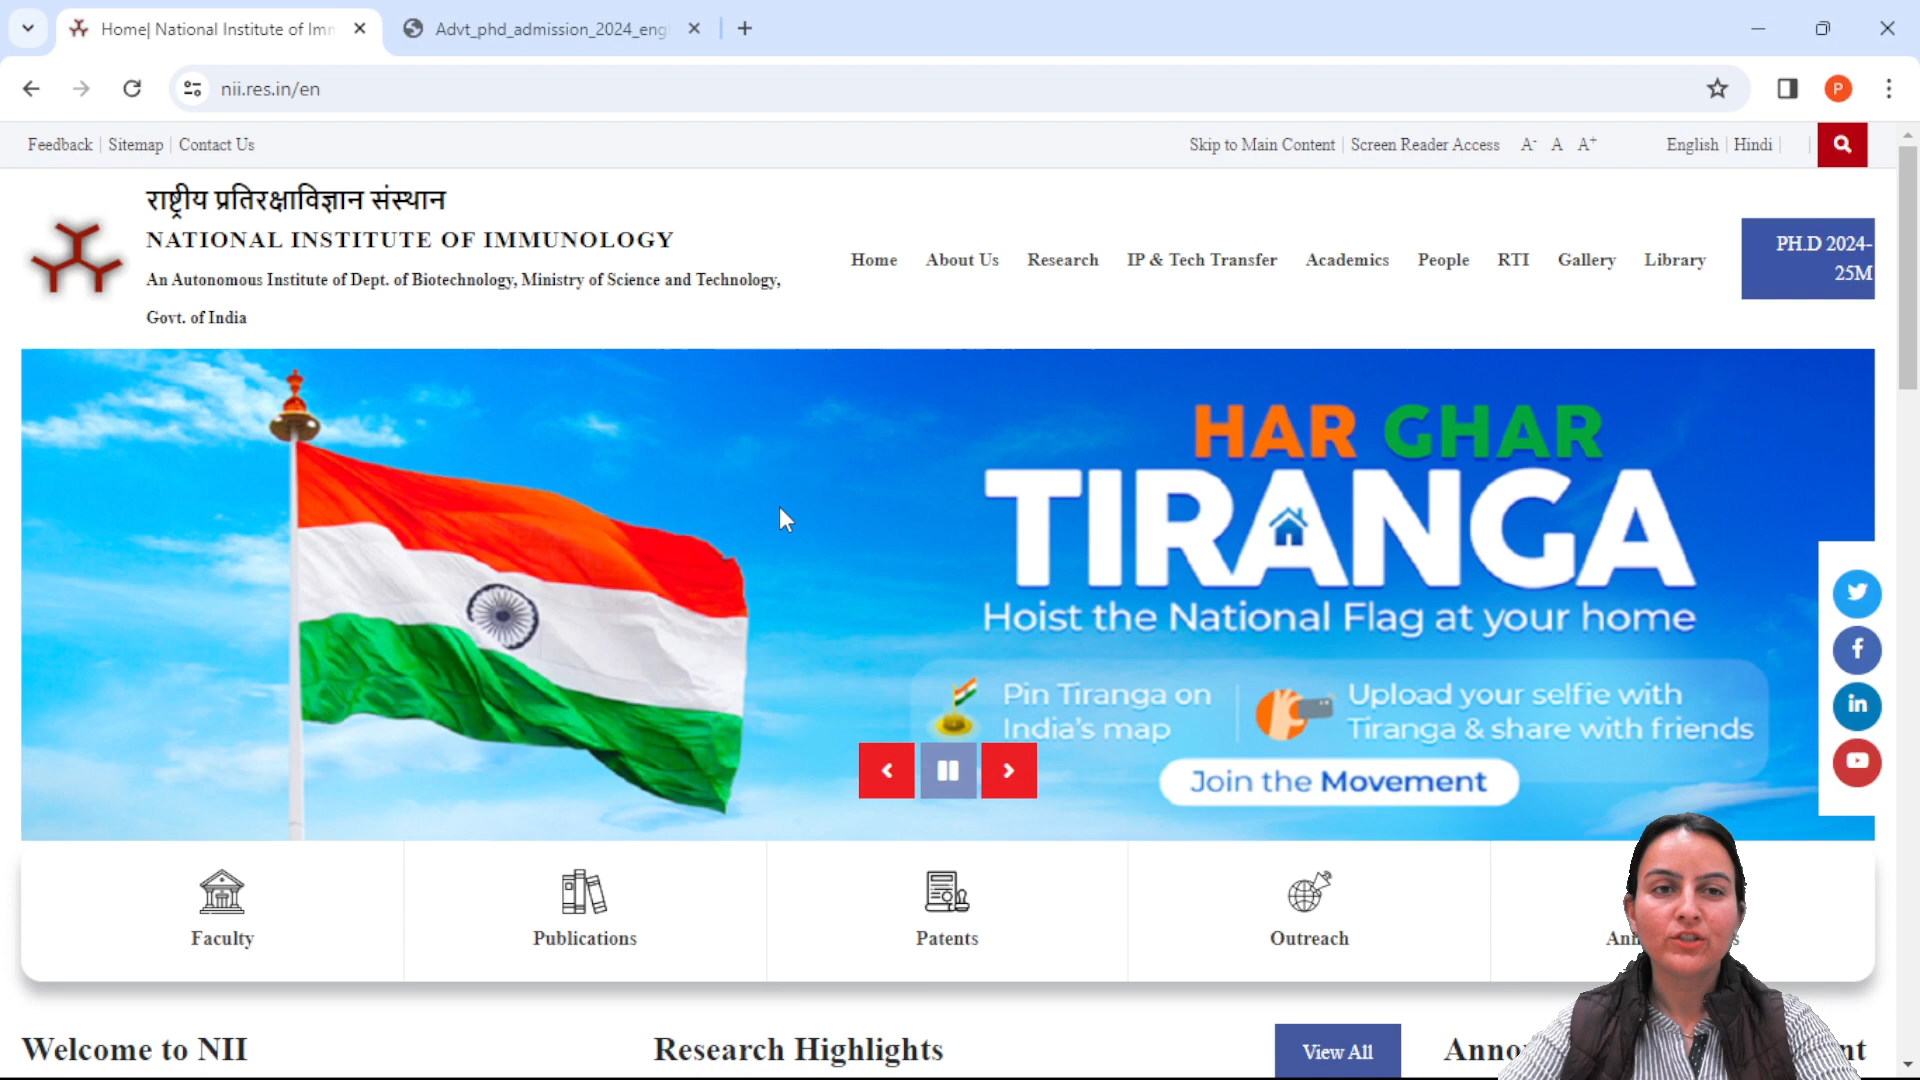 Home| National Institute of Imm
Advt_phd_admission_2024_eng
nii.res.in/en
P
Feedback | Sitemap | Contact Us
Skip to Main Content | Screen Reader Access A- A A+ English | Hindi |
राष्ट्रीय प्रतिरक्षाविज्ञान संस्थान
NATIONAL INSTITUTE OF IMMUNOLOGY
An Autonomous Institute of Dept. of Biotechnology, Ministry of Science and Technology,
Govt. of India
Home About Us Research IP & Tech Transfer Academics People RTI Gallery Library
PH.D 2024-
25M
HAR GHAR
TIRANGA
Hoist the National Flag at your home
Pin Tiranga on
India's map
Upload your selfie with
Tiranga & share with friends
Join the Movement
Faculty
Publications
Patents
Outreach
Welcome to NII
Research Highlights
View All